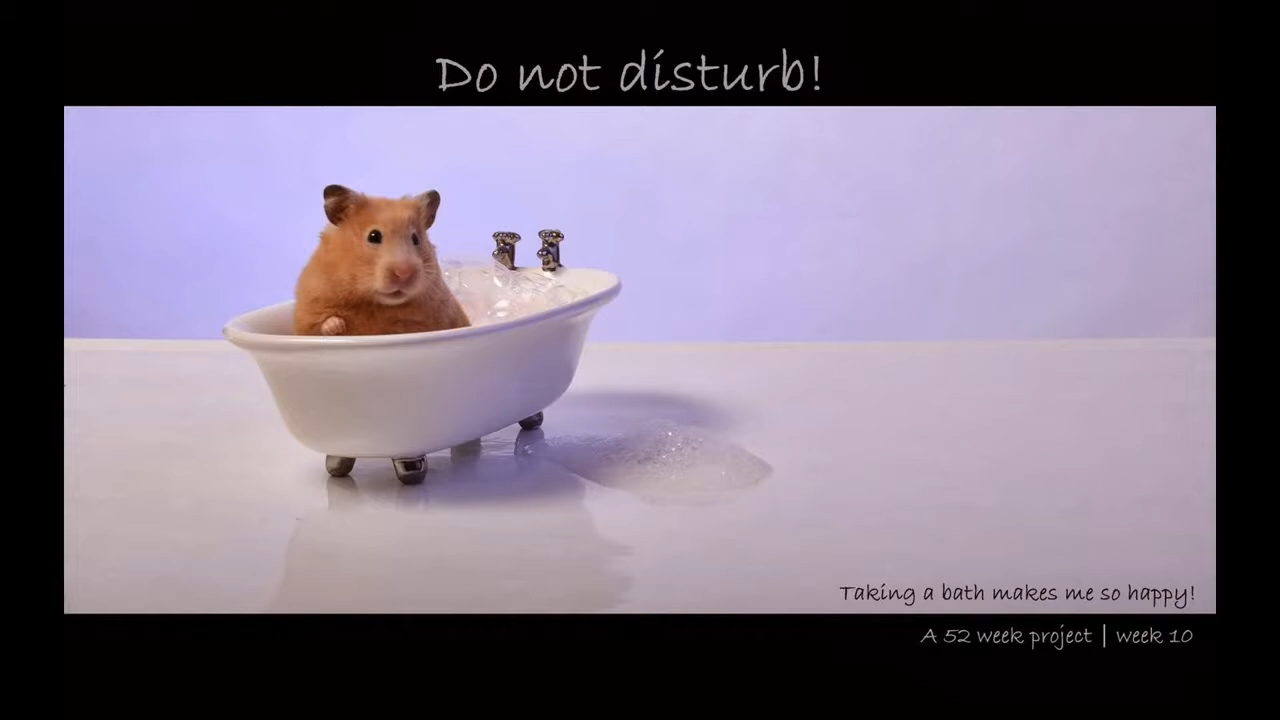 Do not disturb!
Taking a bath makes me so happy!
A 52 week project | week 10